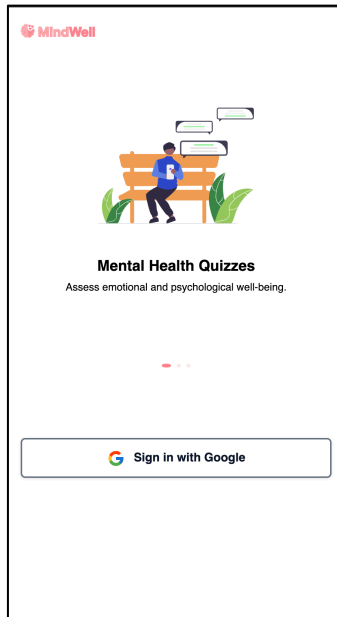 MindWell
Mental Health Quizzes
Assess emotional and psychological well-being.
Sign in with Google